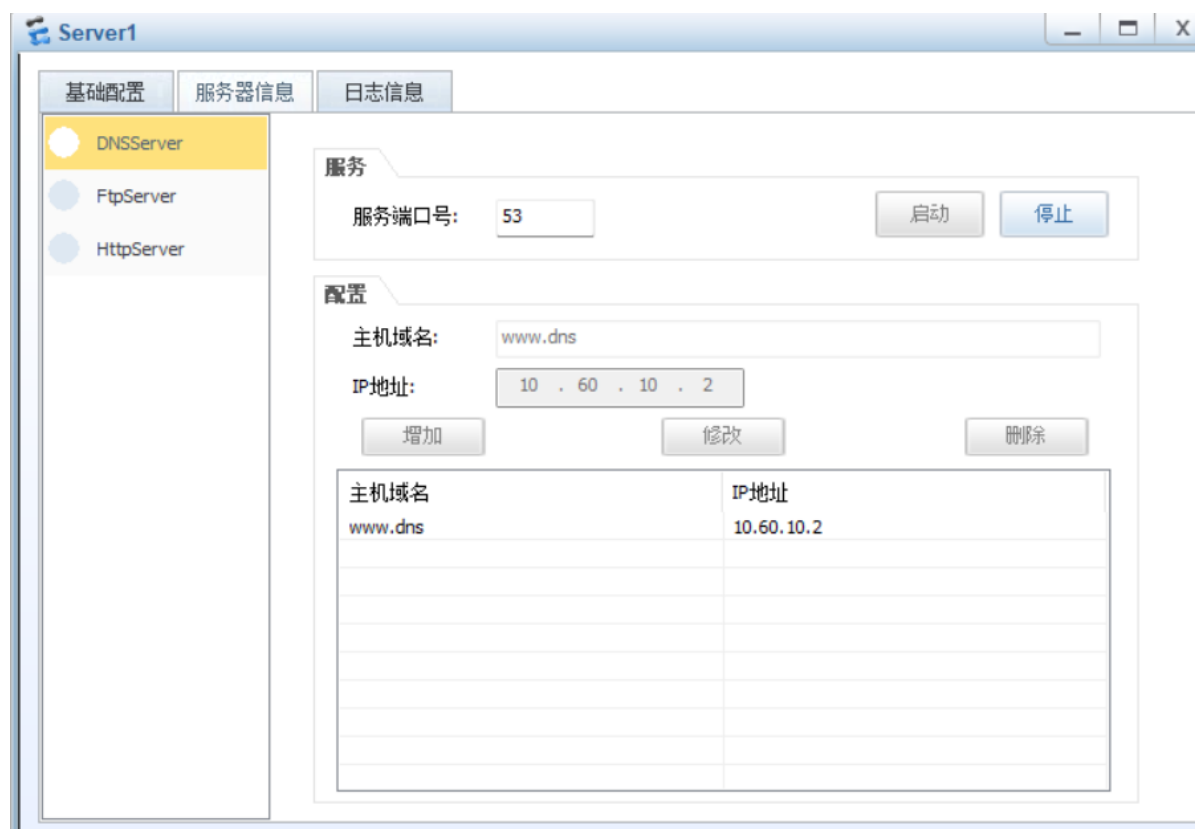 Server1
X
基础配置 服务器信息 日志信息
DNSServer
FtpServer
HttpServer
服务
服务端口号: 53 启动 停止
配置
主机域名: www.dns
IP地址: 10 . 60 . 10 . 2
增加 修改 删除
主机域名 IP地址
www.dns 10.60.10.2